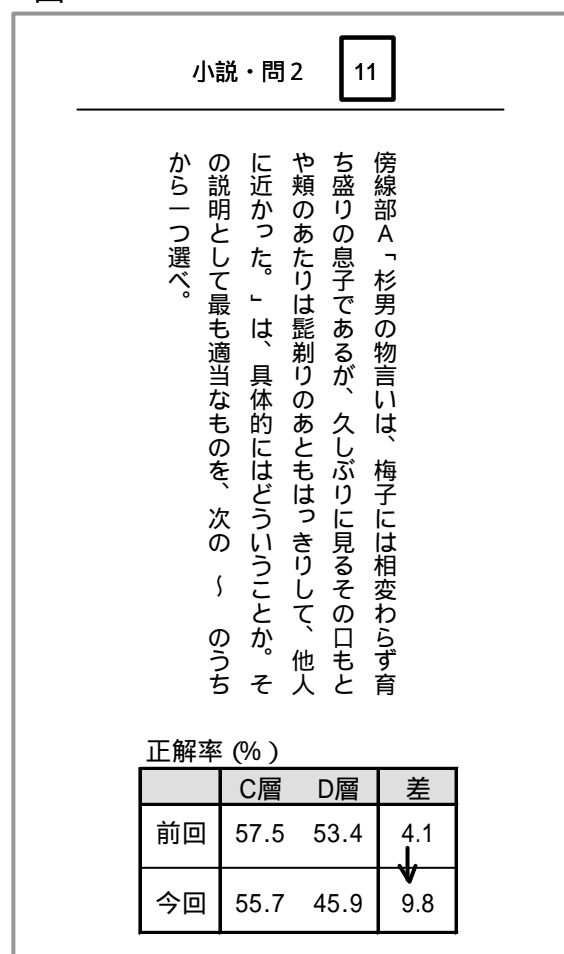 小説・問2 11
傍線部A「杉男の物言いは、梅子には相変わらず育
ち盛りの息子であるが、久しぶりに見るその口もと
や頬のあたりは髭剃りのあともはっきりして、他人
に近かった。」は、具体的にはどういうことか。そ
の説明として最も適当なものを、次の ～ のうち
から一つ選べ。
正解率(%)
C層 D層 差
前回 57.5 53.4 4.1
今回 55.7 45.9 9.8